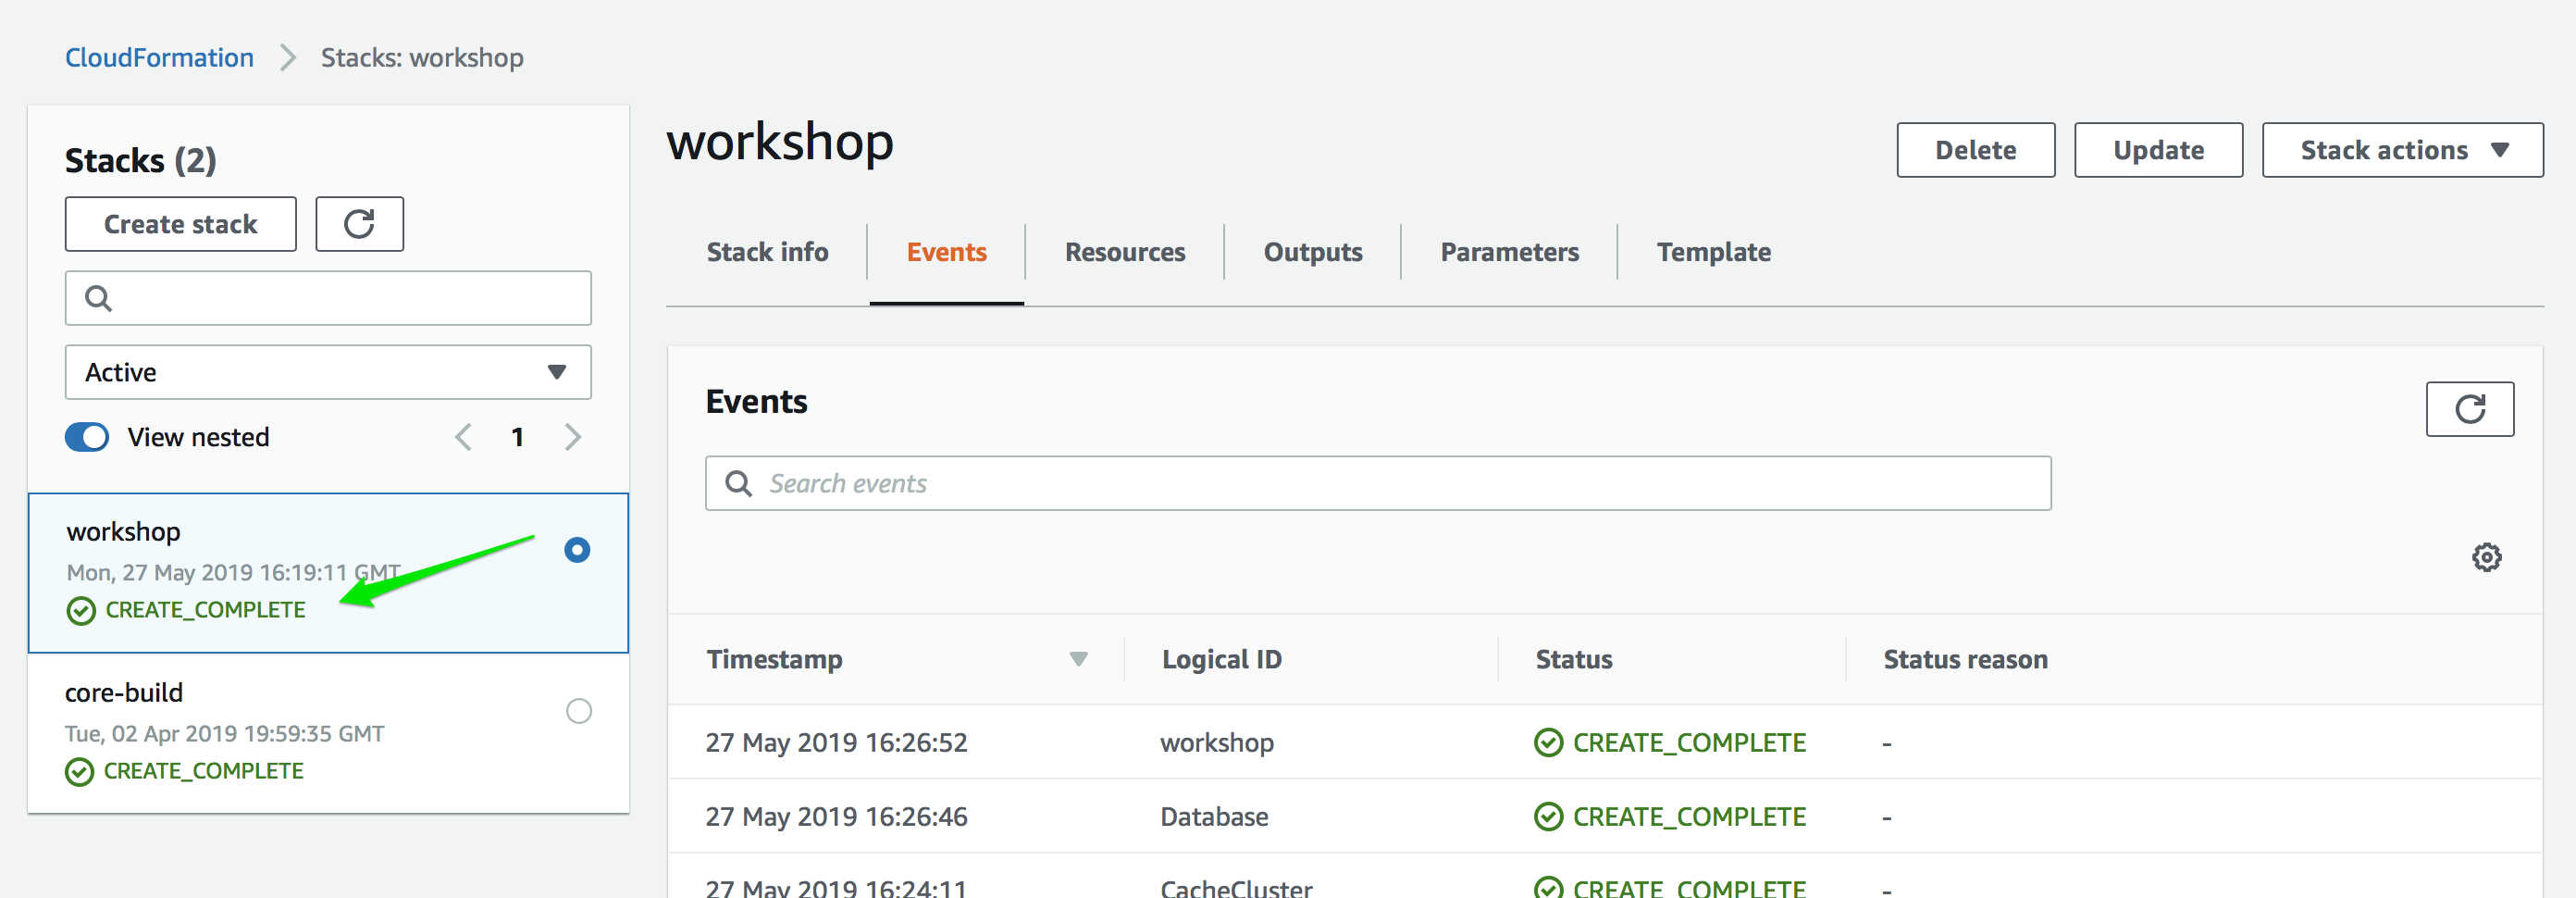 CloudFormation Stacks: workshop
Stacks (2)
Create stack
Active
View nested 1
workshop
Mon, 27 May 2019 16:19:11 GMT
CREATE_COMPLETE
core-build
Tue, 02 Apr 2019 19:59:35 GMT
CREATE_COMPLETE
workshop
Delete Update Stack actions
Stack info Events Resources Outputs Parameters Template
Events
Search events
Timestamp Logical ID Status Status reason
27 May 2019 16:26:52 workshop CREATE_COMPLETE -
27 May 2019 16:26:46 Database CREATE_COMPLETE -
27 May 2019 16:24:11 CacheCluster CREATE_COMPLETE -